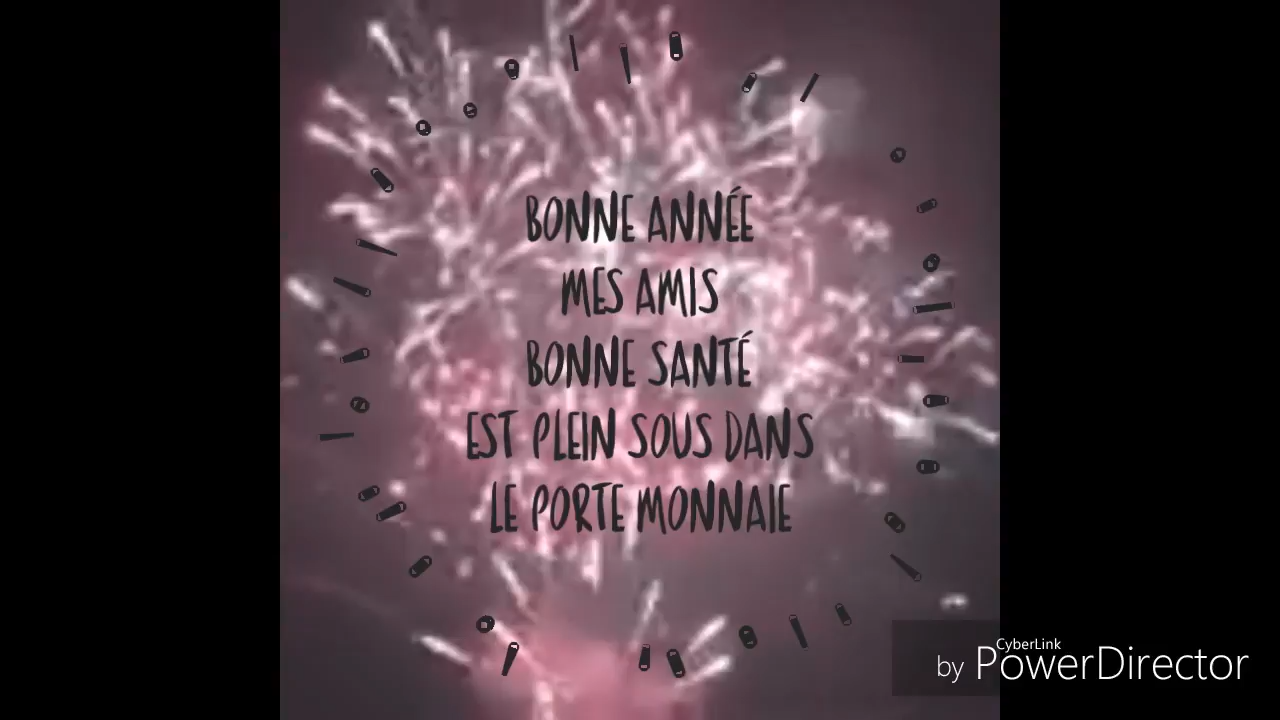 BONNE ANNÉE
MES AMIS
BONNE SANTÉ
EST PLEIN SOUS DANS
LE PORTE MONNAIE
CyberLink
by PowerDirector